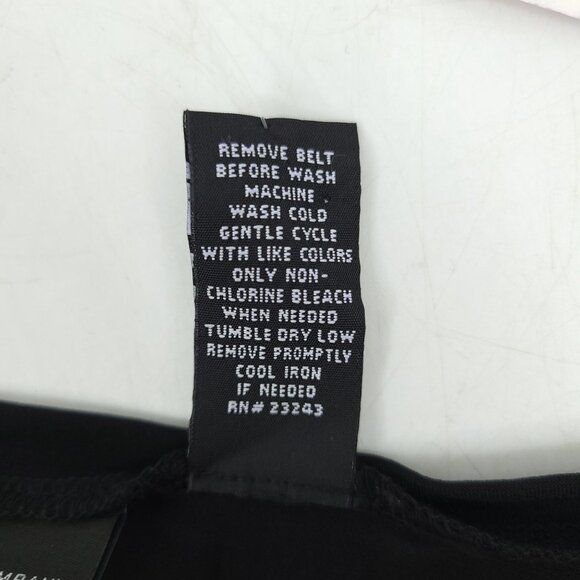 REMOVE BELT
BEFORE WASH
MACHINE
WASH COLD
GENTLE CYCLE
WITH LIKE COLORS
ONLY NON-
CHLORINE BLEACH
WHEN NEEDED
TUMBLE DRY LOW
REMOVE PROMPTLY
COOL IRON
IF NEEDED
RN# 23243